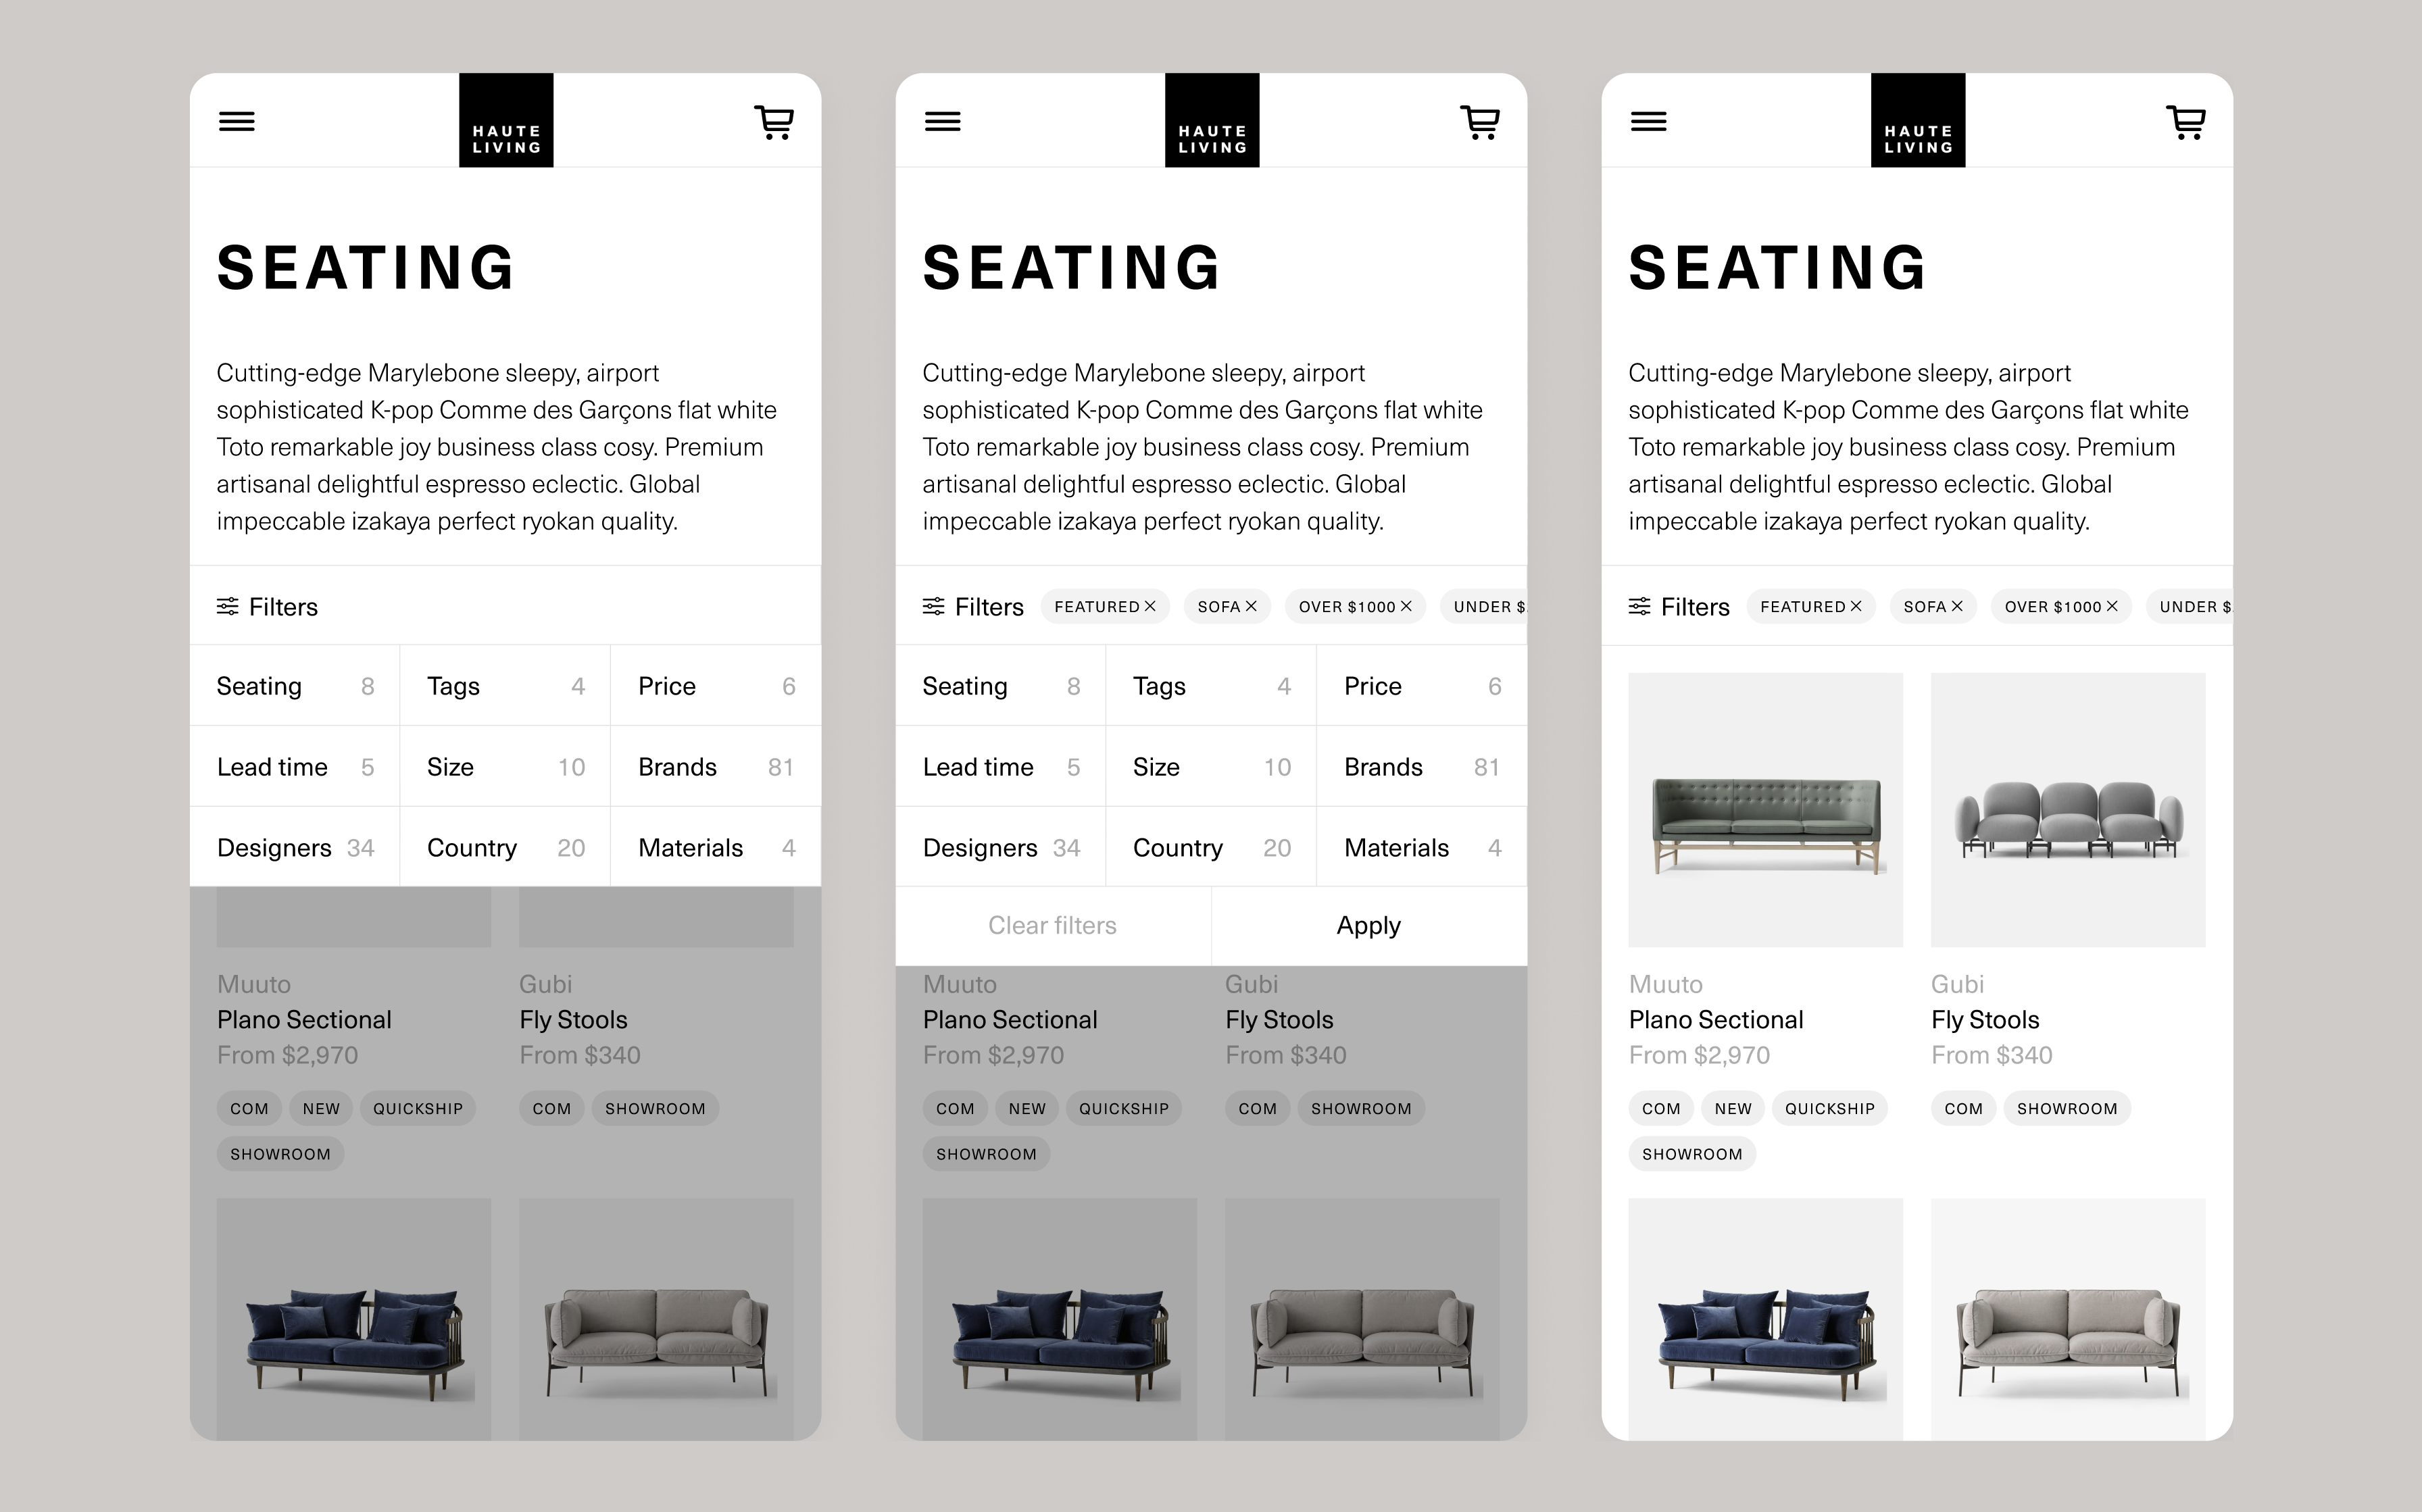 HAUTE
LIVING
SEATING
Cutting-edge Marylebone sleepy, airport
sophisticated K-pop Comme des Garçons flat white
Toto remarkable joy business class cosy. Premium
artisanal delightful espresso eclectic. Global
impeccable izakaya perfect ryokan quality.
Filters
Seating 8 Tags 4 Price 6
Lead time 5 Size 10 Brands 81
Designers 34 Country 20 Materials 4
Muuto Gubi
Plano Sectional Fly Stools
From $2,970 From $340
COM NEW QUICKSHIP COM SHOWROOM
SHOWROOM
HAUTE
LIVING
SEATING
Cutting-edge Marylebone sleepy, airport
sophisticated K-pop Comme des Garçons flat white
Toto remarkable joy business class cosy. Premium
artisanal delightful espresso eclectic. Global
impeccable izakaya perfect ryokan quality.
Filters FEATURED × SOFA × OVER $1000 × UNDER $
Seating 8 Tags 4 Price 6
Lead time 5 Size 10 Brands 81
Designers 34 Country 20 Materials 4
Clear filters Apply
Muuto Gubi
Plano Sectional Fly Stools
From $2,970 From $340
COM NEW QUICKSHIP COM SHOWROOM
SHOWROOM
HAUTE
LIVING
SEATING
Cutting-edge Marylebone sleepy, airport
sophisticated K-pop Comme des Garçons flat white
Toto remarkable joy business class cosy. Premium
artisanal delightful espresso eclectic. Global
impeccable izakaya perfect ryokan quality.
Filters FEATURED × SOFA × OVER $1000 × UNDER $
Muuto Gubi
Plano Sectional Fly Stools
From $2,970 From $340
COM NEW QUICKSHIP COM SHOWROOM
SHOWROOM